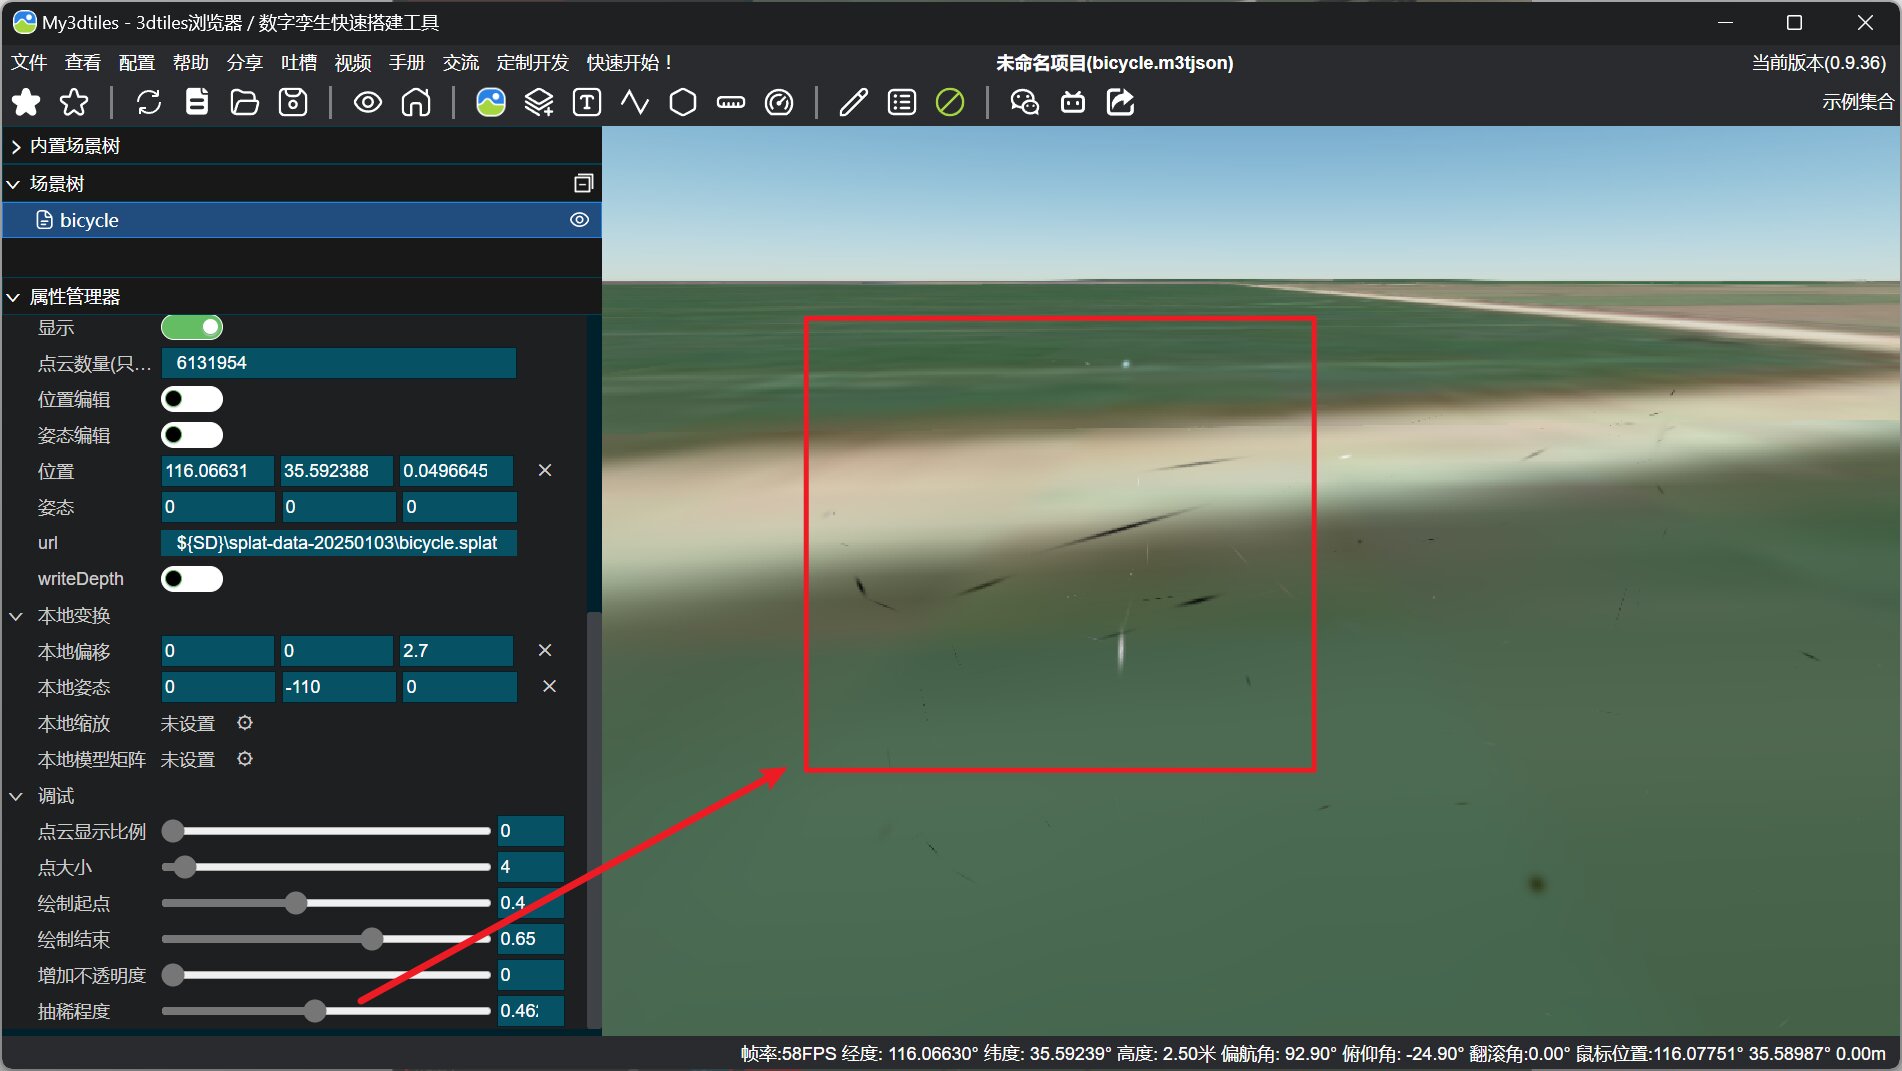 My3dtiles - 3dtiles浏览器 / 数字孪生快速搭建工具
文件 查看 配置 帮助 分享 吐槽 视频 手册 交流 定制开发 快速开始！
未命名项目(bicycle.m3tjson)
当前版本(0.9.36)
示例集合
内置场景树
场景树
bicycle
属性管理器
显示
点云数量(只... 6131954
位置编辑
姿态编辑
位置 116.06631 35.592388 0.0496645
姿态 0 0 0
url ${SD}\splat-data-20250103\bicycle.splat
writeDepth
本地变换
本地偏移 0 0 2.7
本地姿态 0 -110 0
本地缩放 未设置
本地模型矩阵 未设置
调试
点云显示比例 0
点大小 4
绘制起点 0.4
绘制结束 0.65
增加不透明度 0
抽稀程度 0.462
帧率:58FPS 经度: 116.06630° 纬度: 35.59239° 高度: 2.50米 偏航角: 92.90° 俯仰角: -24.90° 翻滚角:0.00° 鼠标位置:116.07751° 35.58987° 0.00m